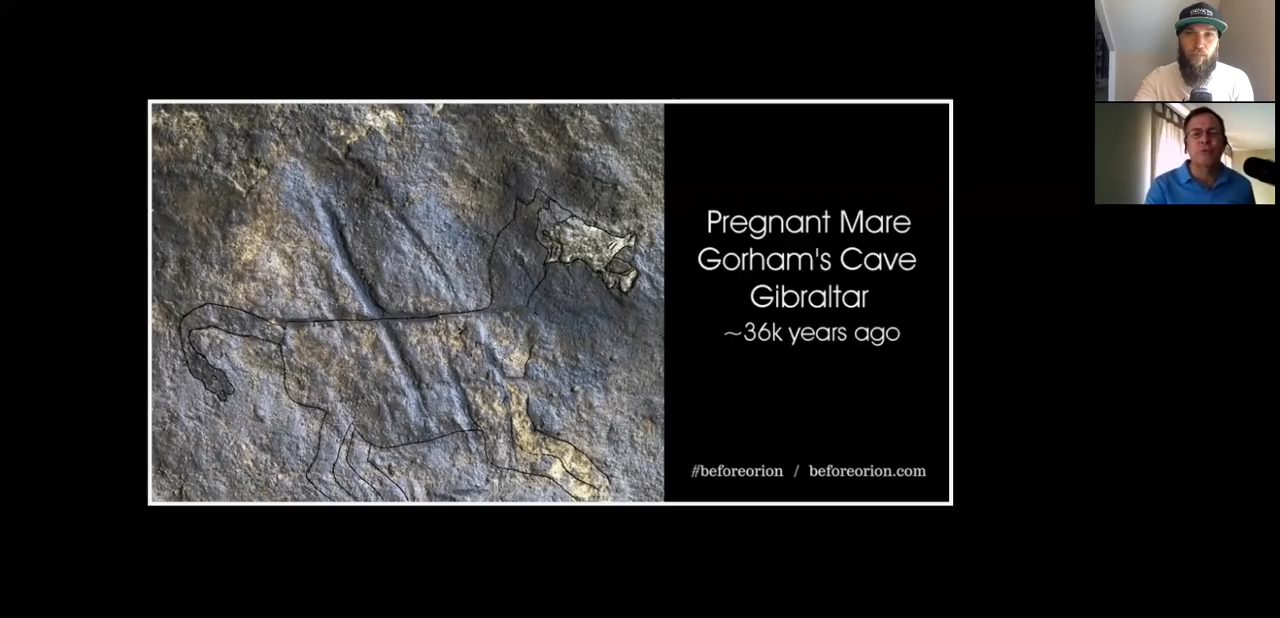 Pregnant Mare
Gorham's Cave
Gibraltar
~36k years ago
#beforeorion / beforeorion.com